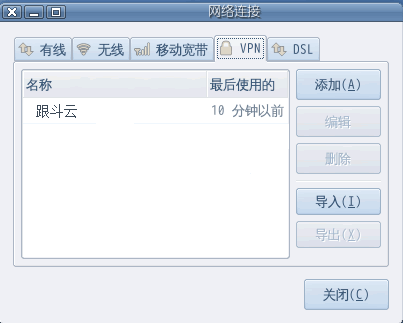 网络连接
有线
无线
移动宽带
VPN
DSL
名称 最后使用的
跟斗云 10 分钟以前
添加(A)
编辑
删除
导入(I)
导出(X)
关闭(C)